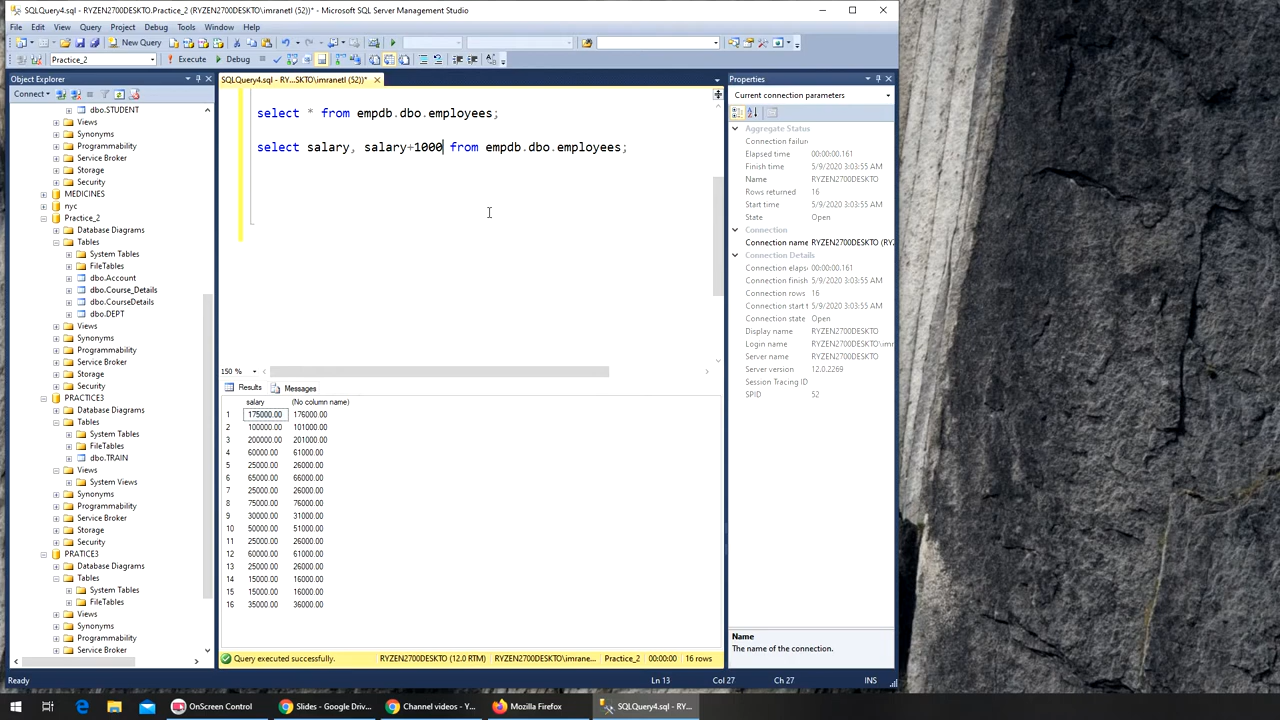 SQLQuery4.sql - RYZEN2700DESKTO.Practice_2 (RYZEN2700DESKTO\imranetl (52))* - Microsoft SQL Server Management Studio
File Edit View Query Project Debug Tools Window Help
New Query
Practice_2 Execute Debug
Object Explorer
Connect
dbo.STUDENT
Views
Synonyms
Programmability
Service Broker
Storage
Security
MEDICINES
nyc
Practice_2
Database Diagrams
Tables
System Tables
FileTables
dbo.Account
dbo.Course_Details
dbo.CourseDetails
dbo.DEPT
Views
Synonyms
Programmability
Service Broker
Storage
Security
PRACTICE3
Database Diagrams
Tables
System Tables
FileTables
dbo.TRAIN
Views
System Views
Synonyms
Programmability
Service Broker
Storage
Security
PRATICE3
Database Diagrams
Tables
System Tables
FileTables
Views
Synonyms
Programmability
Service Broker
SQLQuery4.sql - RY...SKTO\imranetl (52))*
select * from empdb.dbo.employees;
select salary, salary+1000 from empdb.dbo.employees;
150 %
Results Messages
salary (No column name)
1 175000.00 176000.00
2 100000.00 101000.00
3 200000.00 201000.00
4 60000.00 61000.00
5 25000.00 26000.00
6 65000.00 66000.00
7 25000.00 26000.00
8 75000.00 76000.00
9 30000.00 31000.00
10 50000.00 51000.00
11 25000.00 26000.00
12 60000.00 61000.00
13 25000.00 26000.00
14 15000.00 16000.00
15 15000.00 16000.00
16 35000.00 36000.00
Query executed successfully. RYZEN2700DESKTO (12.0 RTM) RYZEN2700DESKTO\imrane... Practice_2 00:00:00 16 rows
Properties
Current connection parameters
Aggregate Status
Connection failure
Elapsed time 00:00:00.161
Finish time 5/9/2020 3:03:55 AM
Name RYZEN2700DESKTO
Rows returned 16
Start time 5/9/2020 3:03:55 AM
State Open
Connection
Connection name RYZEN2700DESKTO (RY
Connection Details
Connection elaps 00:00:00.161
Connection finish 5/9/2020 3:03:55 AM
Connection rows 16
Connection start t 5/9/2020 3:03:55 AM
Connection state Open
Display name RYZEN2700DESKTO
Login name RYZEN2700DESKTO\imr
Server name RYZEN2700DESKTO
Server version 12.0.2269
Session Tracing ID
SPID 52
Name
The name of the connection.
Ready Ln 13 Col 27 Ch 27 INS
OnScreen Control Slides - Google Driv... Channel videos - Y... Mozilla Firefox SQLQuery4.sql - RY...